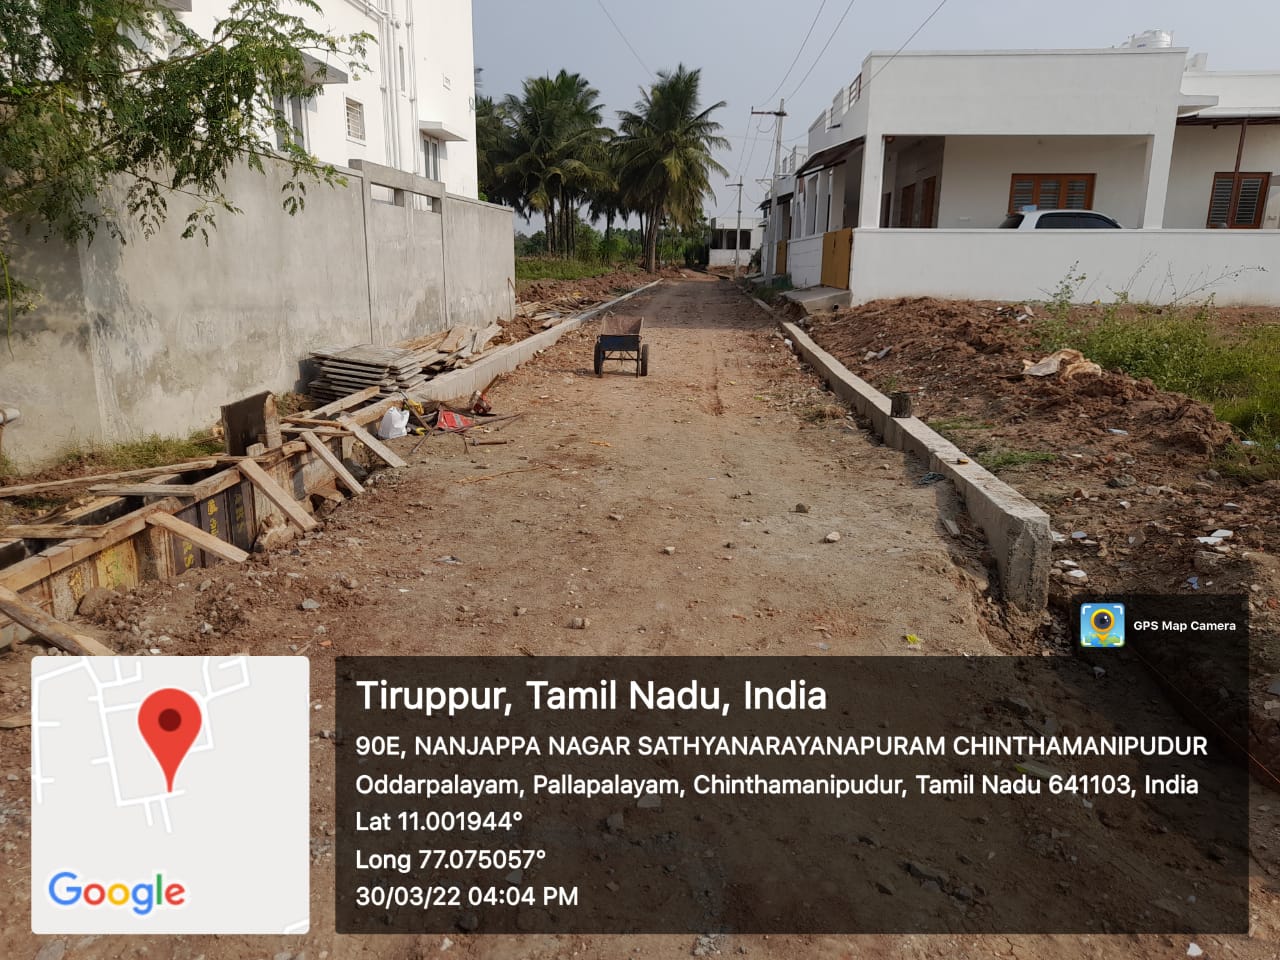 GPS Map Camera
Tiruppur, Tamil Nadu, India
90E, NANJAPPA NAGAR SATHYANARAYANAPURAM CHINTHAMANIPUDUR
Oddarpalayam, Pallapalayam, Chinthamanipudur, Tamil Nadu 641103, India
Lat 11.001944°
Long 77.075057°
30/03/22 04:04 PM
Google